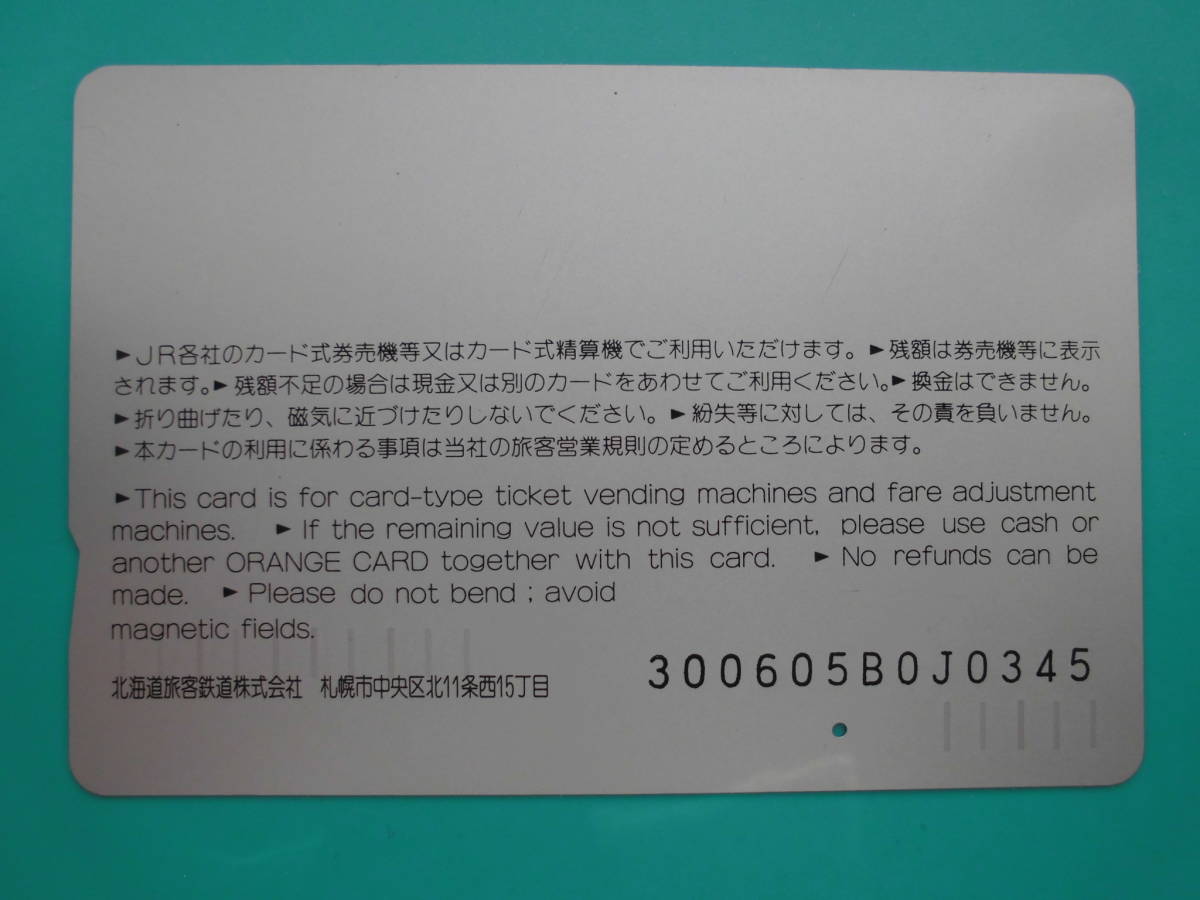 ►JR各社のカード式券売機等又はカード式精算機でご利用いただけます。►残額は券売機等に表示
されます。►残額不足の場合は現金又は別のカードをあわせてご利用ください。►換金はできません。
►折り曲げたり、磁気に近づけたりしないでください。►紛失等に対しては、その責を負いません。
►本カードの利用に係わる事項は当社の旅客営業規則の定めるところによります。
►This card is for card-type ticket vending machines and fare adjustment
machines. ►If the remaining value is not sufficient, please use cash or
another ORANGE CARD together with this card. ►No refunds can be
made. ►Please do not bend ; avoid
magnetic fields.
300605B0J0345
北海道旅客鉄道株式会社 札幌市中央区北11条西15丁目